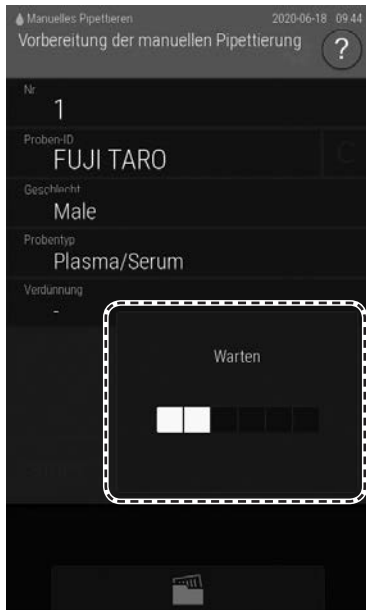 Manuelles Pipettieren 2020-06-18 09:44
Vorbereitung der manuellen Pipettierung ?
Nr
1
Proben-ID
FUJI TARO C
Geschlecht
Male
Probentyp
Plasma/Serum
Verdünnung
-
Warten